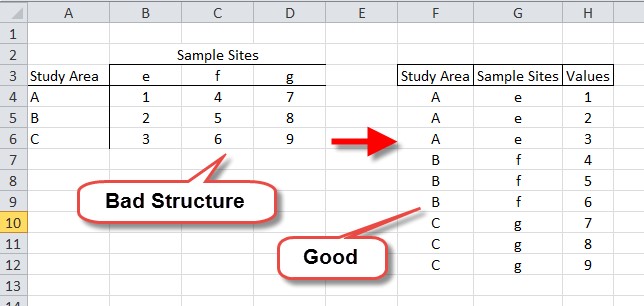 A B C D E F G H
1
2 Sample Sites
3 Study Area e f g Study Area Sample Sites Values
4 A 1 4 7 A e 1
5 B 2 5 8 A e 2
6 C 3 6 9 A e 3
7 B f 4
8 B f 5
9 B f 6
10 C g 7
11 C g 8
12 C g 9
13
Bad Structure
Good